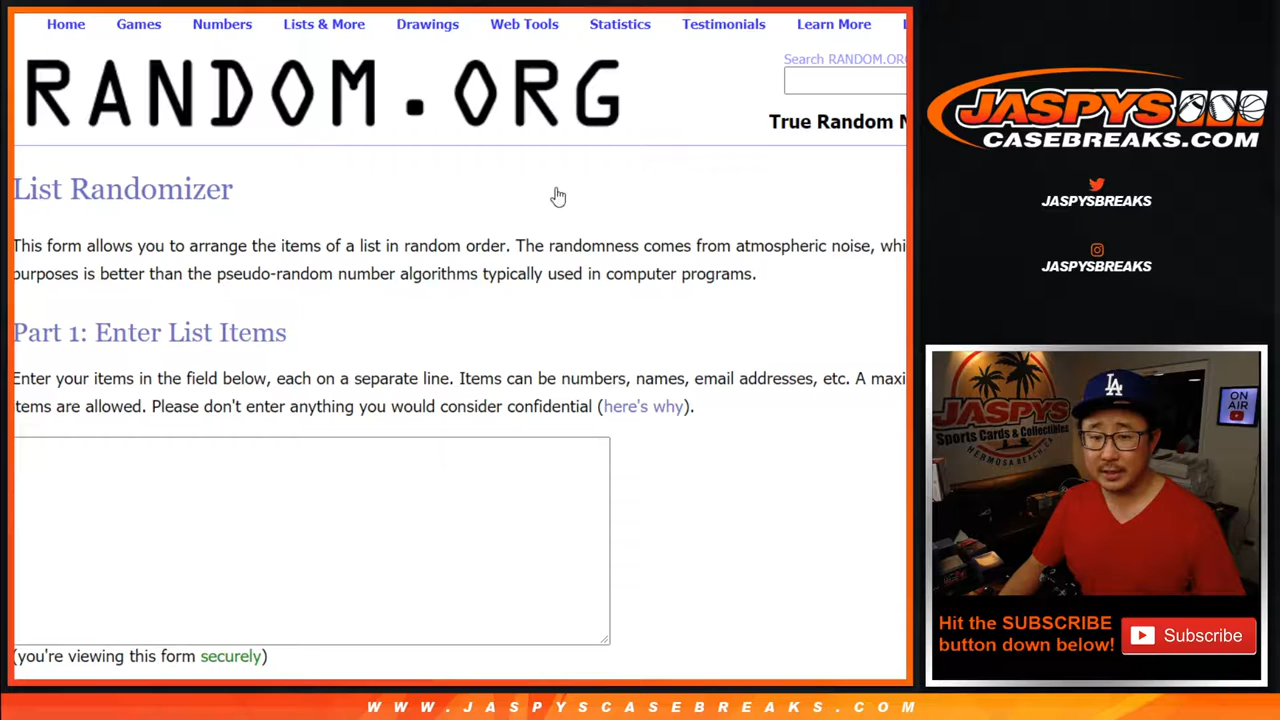 Home Games Numbers Lists & More Drawings Web Tools Statistics Testimonials Learn More
Search RANDOM.ORG
RANDOM.ORG
True Random N
List Randomizer
This form allows you to arrange the items of a list in random order. The randomness comes from atmospheric noise, whi
purposes is better than the pseudo-random number algorithms typically used in computer programs.
Part 1: Enter List Items
Enter your items in the field below, each on a separate line. Items can be numbers, names, email addresses, etc. A maxi
items are allowed. Please don't enter anything you would consider confidential (here's why).
(you're viewing this form securely)
JASPYS
CASEBREAKS.COM
JASPYSBREAKS
JASPYSBREAKS
JASPYS
Sports Cards & Collectibles
HERMOSA BEACH, CA
LA
ON
AIR
Hit the SUBSCRIBE
button down below!
Subscribe
WWW.JASPYSCASEBREAKS.COM